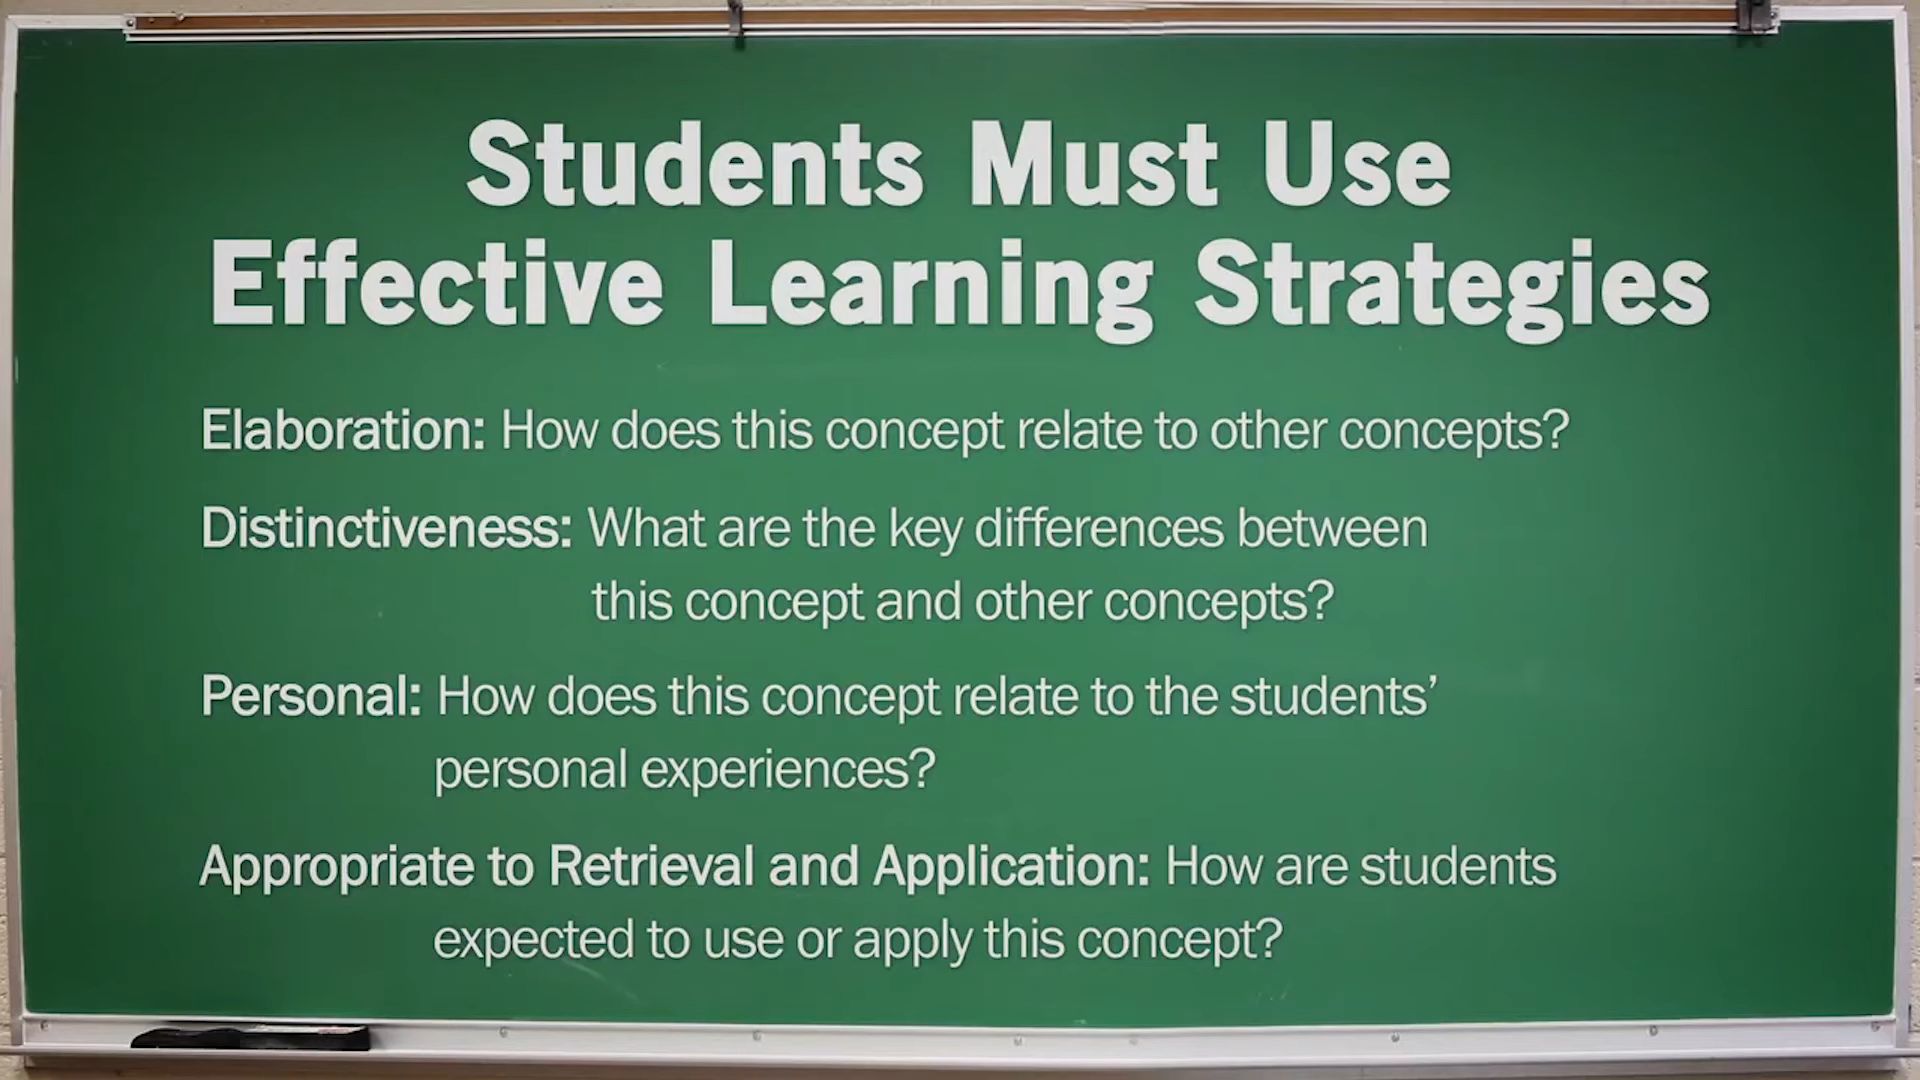 Students Must Use
Effective Learning Strategies
Elaboration: How does this concept relate to other concepts?
Distinctiveness: What are the key differences between
this concept and other concepts?
Personal: How does this concept relate to the students’
personal experiences?
Appropriate to Retrieval and Application: How are students
expected to use or apply this concept?